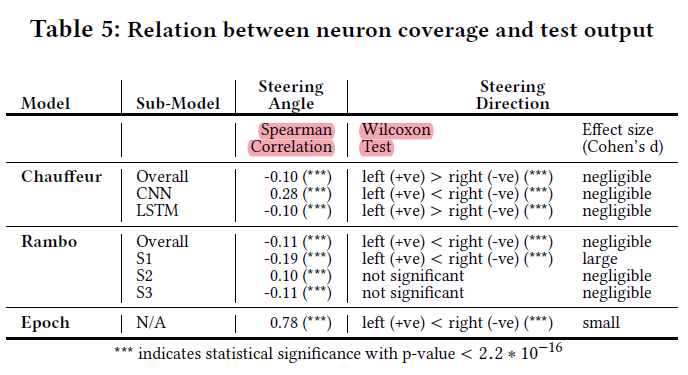 Table 5: Relation between neuron coverage and test output
Model Sub-Model Steering Angle Steering Direction
Spearman Correlation Wilcoxon Test Effect size (Cohen's d)
Chauffeur Overall -0.10 (***) left (+ve) > right (-ve) (***) negligible
CNN 0.28 (***) left (+ve) < right (-ve) (***) negligible
LSTM -0.10 (***) left (+ve) > right (-ve) (***) negligible
Rambo Overall -0.11 (***) left (+ve) < right (-ve) (***) negligible
S1 -0.19 (***) left (+ve) < right (-ve) (***) large
S2 0.10 (***) not significant negligible
S3 -0.11 (***) not significant negligible
Epoch N/A 0.78 (***) left (+ve) < right (-ve) (***) small
*** indicates statistical significance with p-value < 2.2 * 10⁻¹⁶